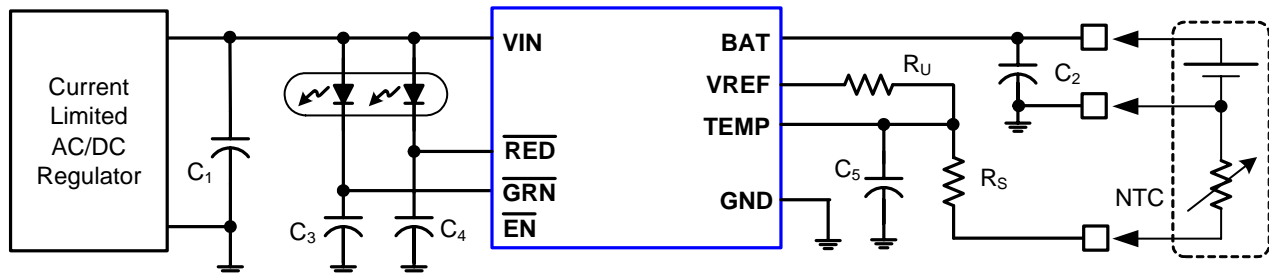 Current
Limited
AC/DC
Regulator
C1
C3
C4
VIN
RED
GRN
EN
BAT
VREF
TEMP
GND
RU
C2
C5
RS
NTC